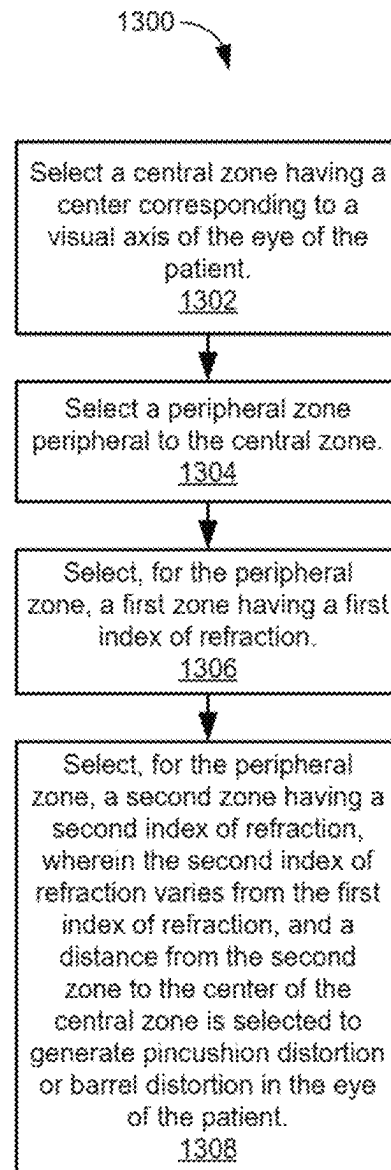 1300
Select a central zone having a
center corresponding to a
visual axis of the eye of the
patient.
1302
Select a peripheral zone
peripheral to the central zone.
1304
Select, for the peripheral
zone, a first zone having a first
index of refraction.
1306
Select, for the peripheral
zone, a second zone having a
second index of refraction,
wherein the second index of
refraction varies from the first
index of refraction, and a
distance from the second
zone to the center of the
central zone is selected to
generate pincushion distortion
or barrel distortion in the eye
of the patient.
1308